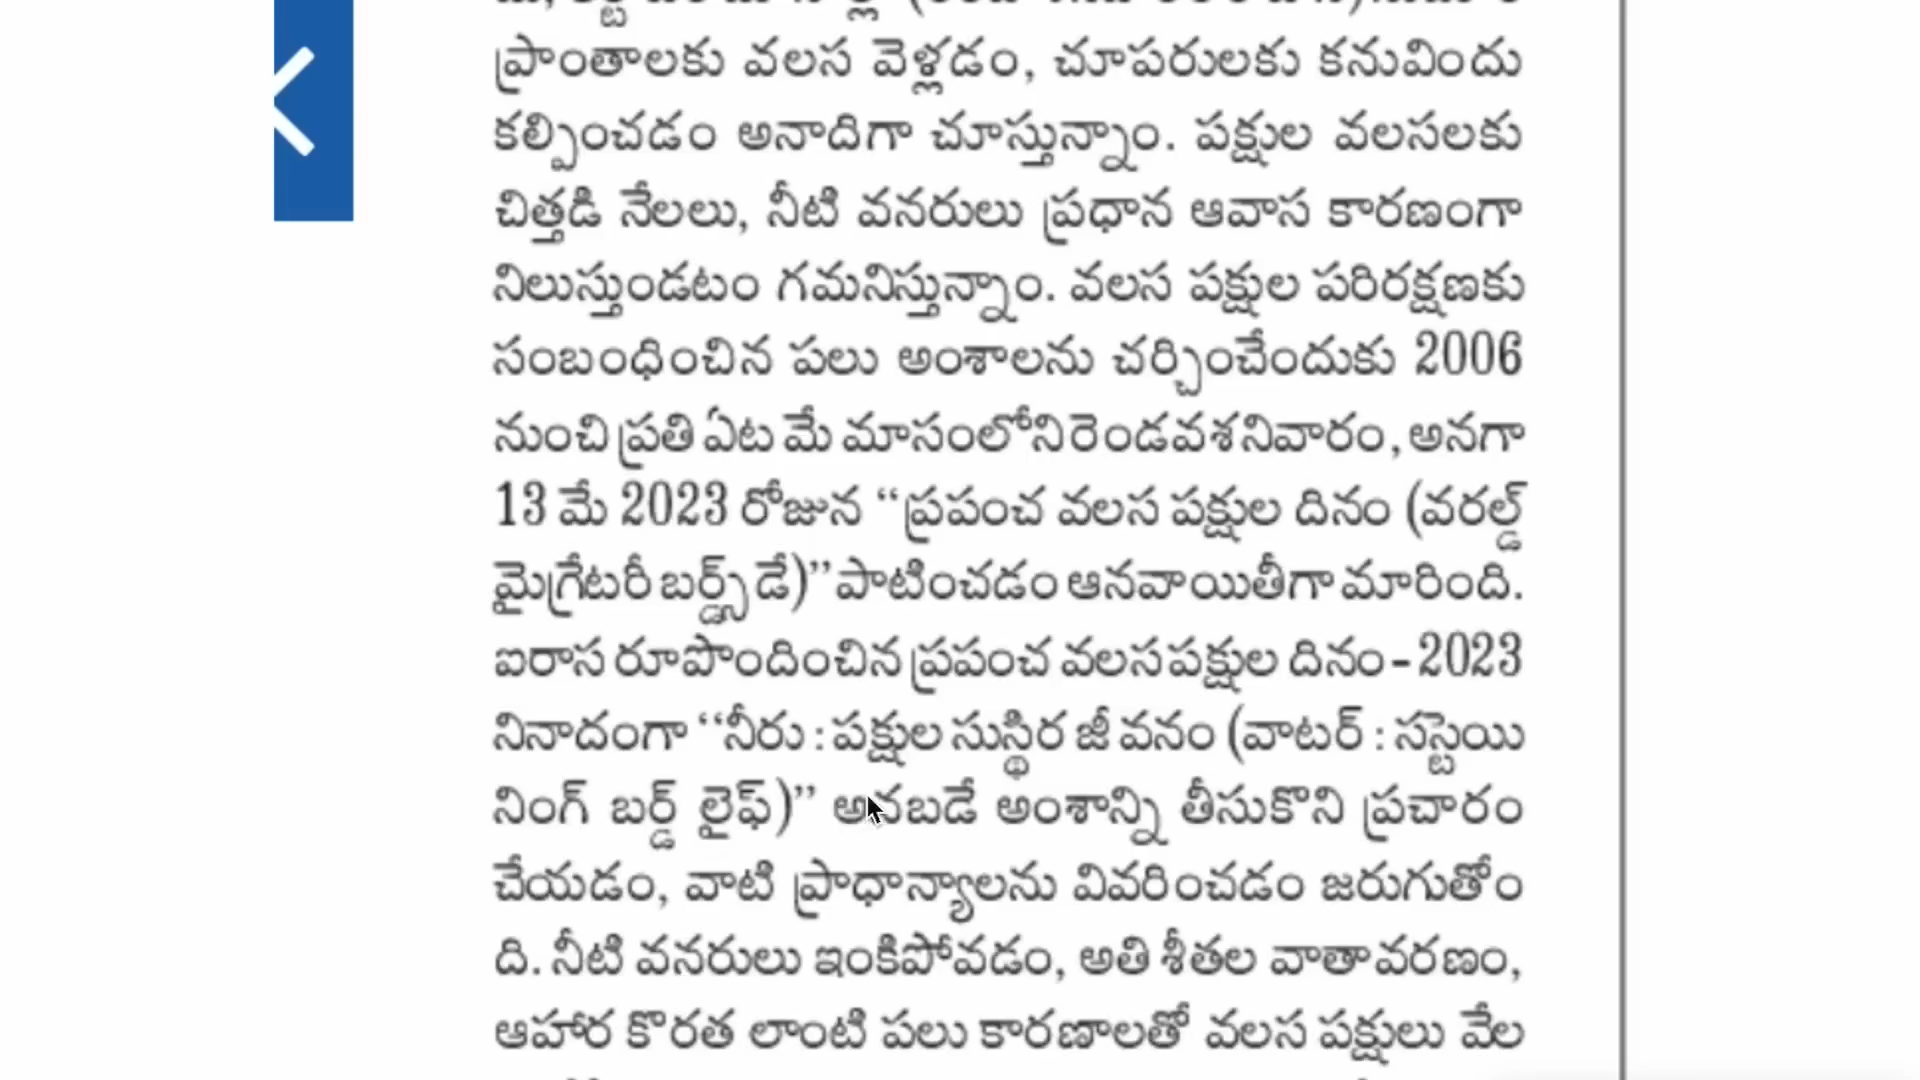 ప్రాంతాలకు వలస వెళ్లడం, చూపరులకు కనువిందు
కల్పించడం అనాదిగా చూస్తున్నాం. పక్షుల వలసలకు
చిత్తడి నేలలు, నీటి వనరులు ప్రధాన ఆవాస కారణంగా
నిలుస్తుండటం గమనిస్తున్నాం. వలస పక్షుల పరిరక్షణకు
సంబంధించిన పలు అంశాలను చర్చించేందుకు 2006
నుంచి ప్రతి ఏట మే మాసంలోని రెండవ శనివారం, అనగా
13 మే 2023 రోజున “ప్రపంచ వలస పక్షుల దినం (వరల్డ్
మైగ్రేటరీ బర్డ్స్ డే)” పాటించడం ఆనవాయితీగా మారింది.
ఐరాస రూపొందించిన ప్రపంచ వలస పక్షుల దినం - 2023
నినాదంగా “నీరు : పక్షుల సుస్థిర జీవనం (వాటర్ : సస్టెయి
నింగ్ బర్డ్ లైఫ్)” అనబడే అంశాన్ని తీసుకొని ప్రచారం
చేయడం, వాటి ప్రాధాన్యాలను వివరించడం జరుగుతోం
ది. నీటి వనరులు ఇంకిపోవడం, అతి శీతల వాతావరణం,
ఆహార కొరత లాంటి పలు కారణాలతో వలస పక్షులు వేల